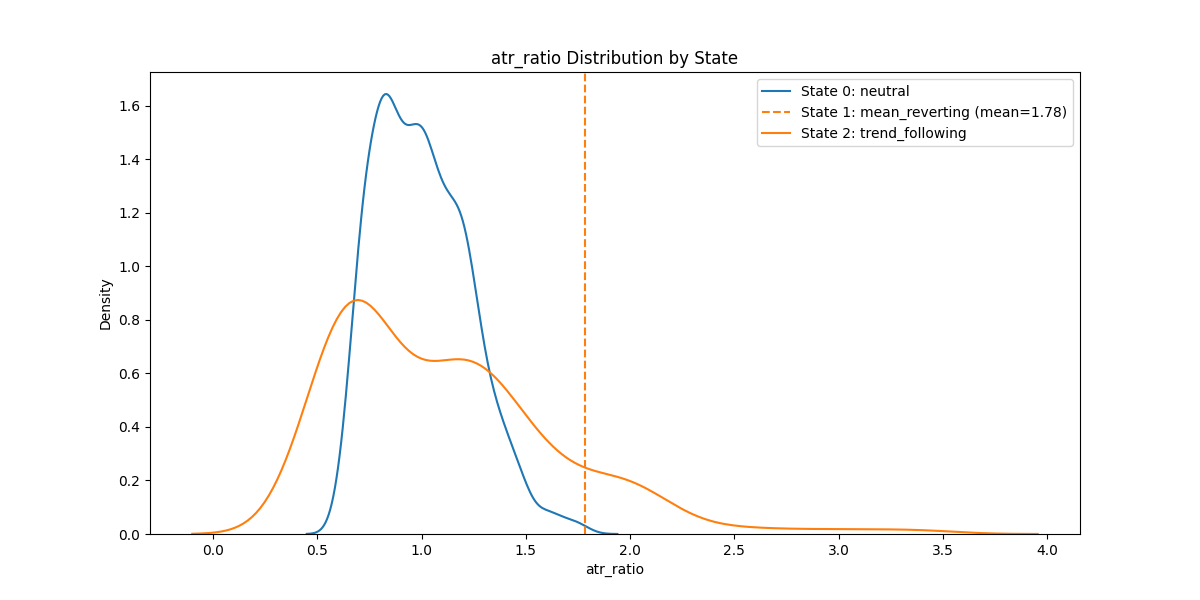 atr_ratio Distribution by State
State 0: neutral
State 1: mean_reverting (mean=1.78)
State 2: trend_following
Density
1.6
1.4
1.2
1.0
0.8
0.6
0.4
0.2
0.0
0.0 0.5 1.0 1.5 2.0 2.5 3.0 3.5 4.0
atr_ratio